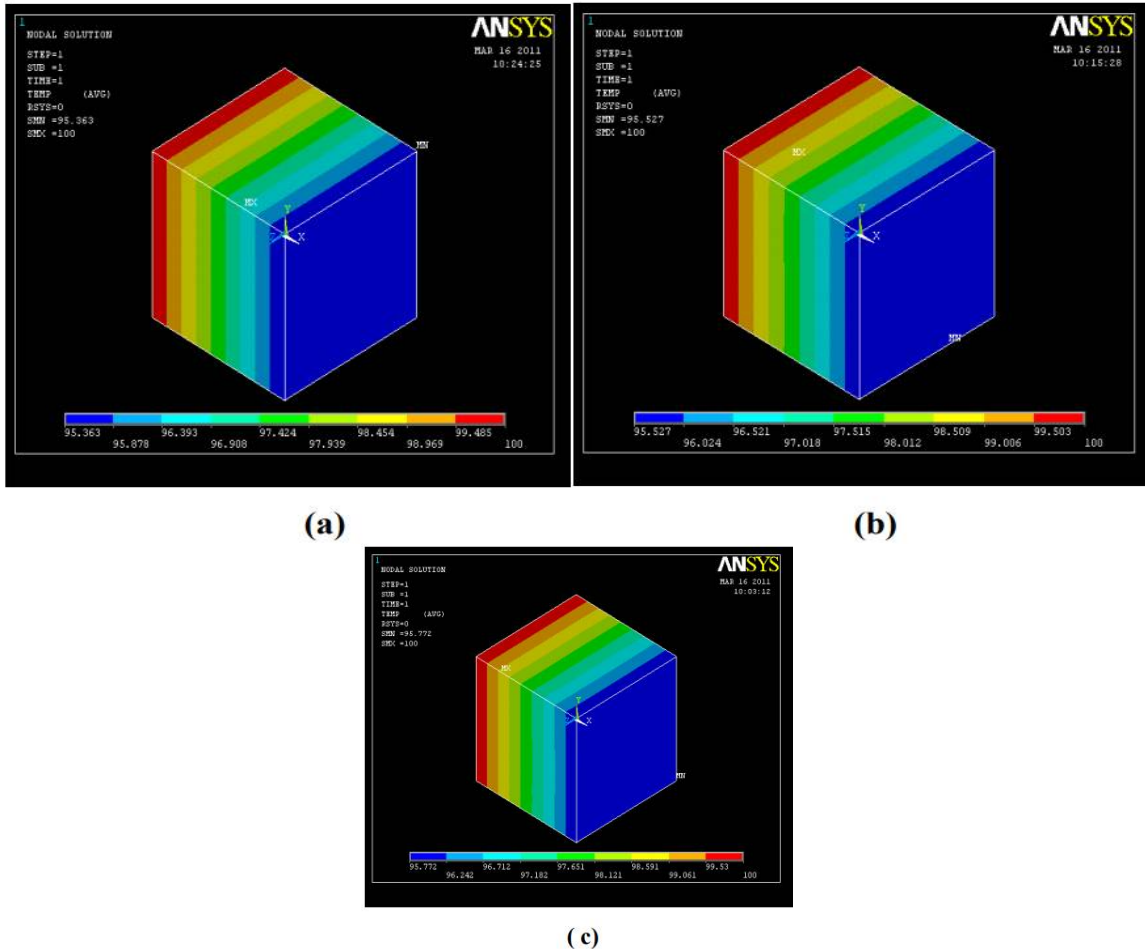 1
NODAL SOLUTION
STEP=1
SUB =1
TIME=1
TEMP (AVG)
RSYS=0
SMN =95.363
SMX =100
ANSYS
MAR 16 2011
10:24:25
MN
MX
Y
Z X
95.363 96.393 97.424 98.454 99.485
95.878 96.908 97.939 98.969 100
(a)
1
NODAL SOLUTION
STEP=1
SUB =1
TIME=1
TEMP (AVG)
RSYS=0
SMN =95.527
SMX =100
ANSYS
MAR 16 2011
10:15:28
MX
Y
Z X
MN
95.527 96.521 97.515 98.509 99.503
96.024 97.018 98.012 99.006 100
(b)
1
NODAL SOLUTION
STEP=1
SUB =1
TIME=1
TEMP (AVG)
RSYS=0
SMN =95.772
SMX =100
ANSYS
MAR 16 2011
10:03:12
MX
Y
Z X
MN
95.772 96.712 97.651 98.591 99.53
96.242 97.182 98.121 99.061 100
( c)